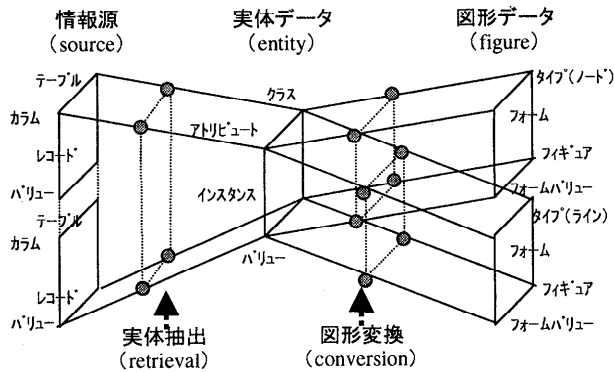 情報源
(source)
実体データ
(entity)
図形データ
(figure)
テーブル
カラム
レコード
バリュー
テーブル
カラム
レコード
バリュー
クラス
アトリビュート
インスタンス
バリュー
タイプ(ノード)
フォーム
フィギュア
フォームバリュー
タイプ(ライン)
フォーム
フィギュア
フォームバリュー
実体抽出
(retrieval)
図形変換
(conversion)